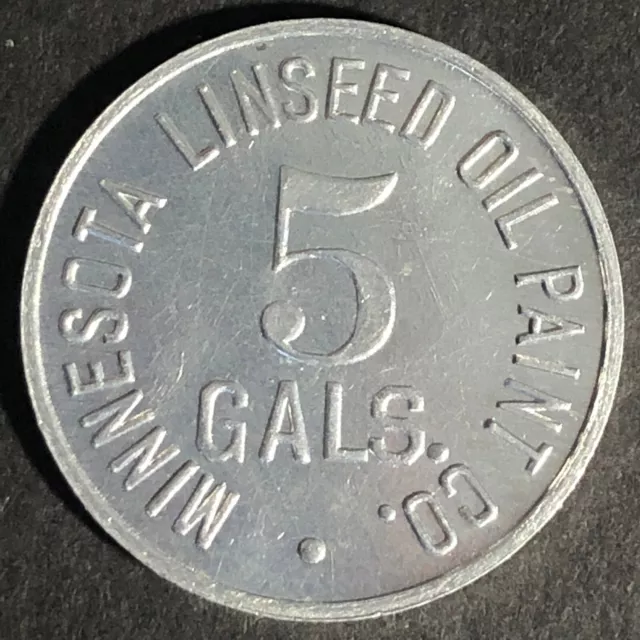 MINNESOTA LINSEED OIL PAINT CO.
5
GALS.